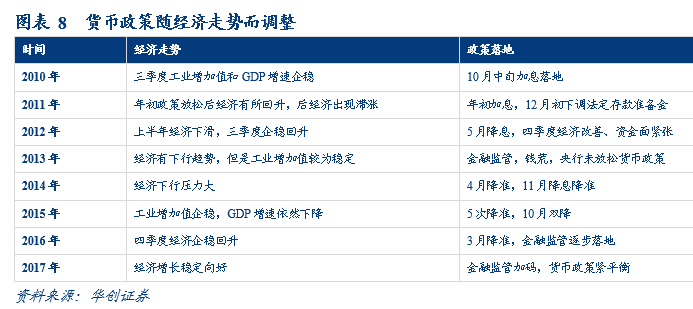 图表 8 货币政策随经济走势而调整
时间 经济走势 政策落地
2010 年 三季度工业增加值和 GDP 增速企稳 10 月中旬加息落地
2011 年 年初政策放松后经济有所回升，后经济出现滞胀 年初加息，12 月初下调法定存款准备金
2012 年 上半年经济下滑，三季度企稳回升 5 月降息，四季度经济改善、资金面紧张
2013 年 经济有下行趋势，但是工业增加值较为稳定 金融监管，钱荒，央行未放松货币政策
2014 年 经济下行压力大 4 月降准，11 月降息降准
2015 年 工业增加值企稳，GDP 增速依然下降 5 次降准，10 月双降
2016 年 四季度经济企稳回升 3 月降准，金融监管逐步落地
2017 年 经济增长稳定向好 金融监管加码，货币政策紧平衡
资料来源：华创证券